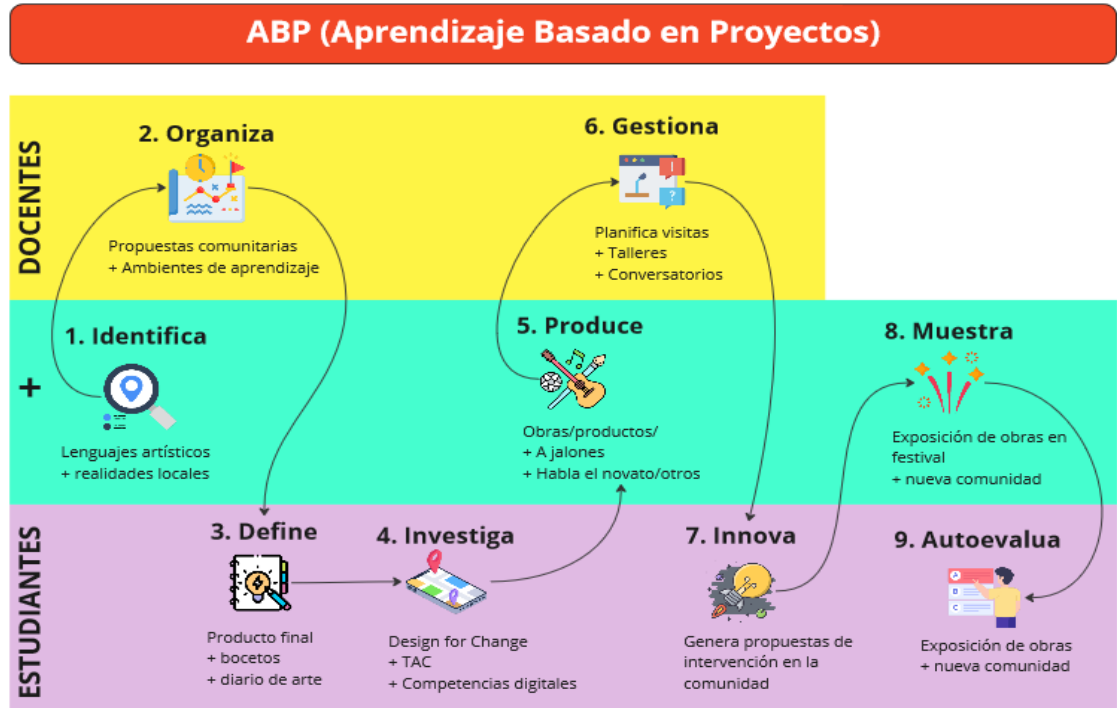 ABP (Aprendizaje Basado en Proyectos)
DOCENTES
2. Organiza
Propuestas comunitarias
+ Ambientes de aprendizaje
6. Gestiona
Planifica visitas
+ Talleres
+ Conversatorios
+
1. Identifica
Lenguajes artísticos
+ realidades locales
5. Produce
Obras/productos/
+ A jalones
+ Habla el novato/otros
8. Muestra
Exposición de obras en
festival
+ nueva comunidad
ESTUDIANTES
3. Define
Producto final
+ bocetos
+ diario de arte
4. Investiga
Design for Change
+ TAC
+ Competencias digitales
7. Innova
Genera propuestas de
intervención en la
comunidad
9. Autoevalua
A
B
C
Exposición de obras
+ nueva comunidad